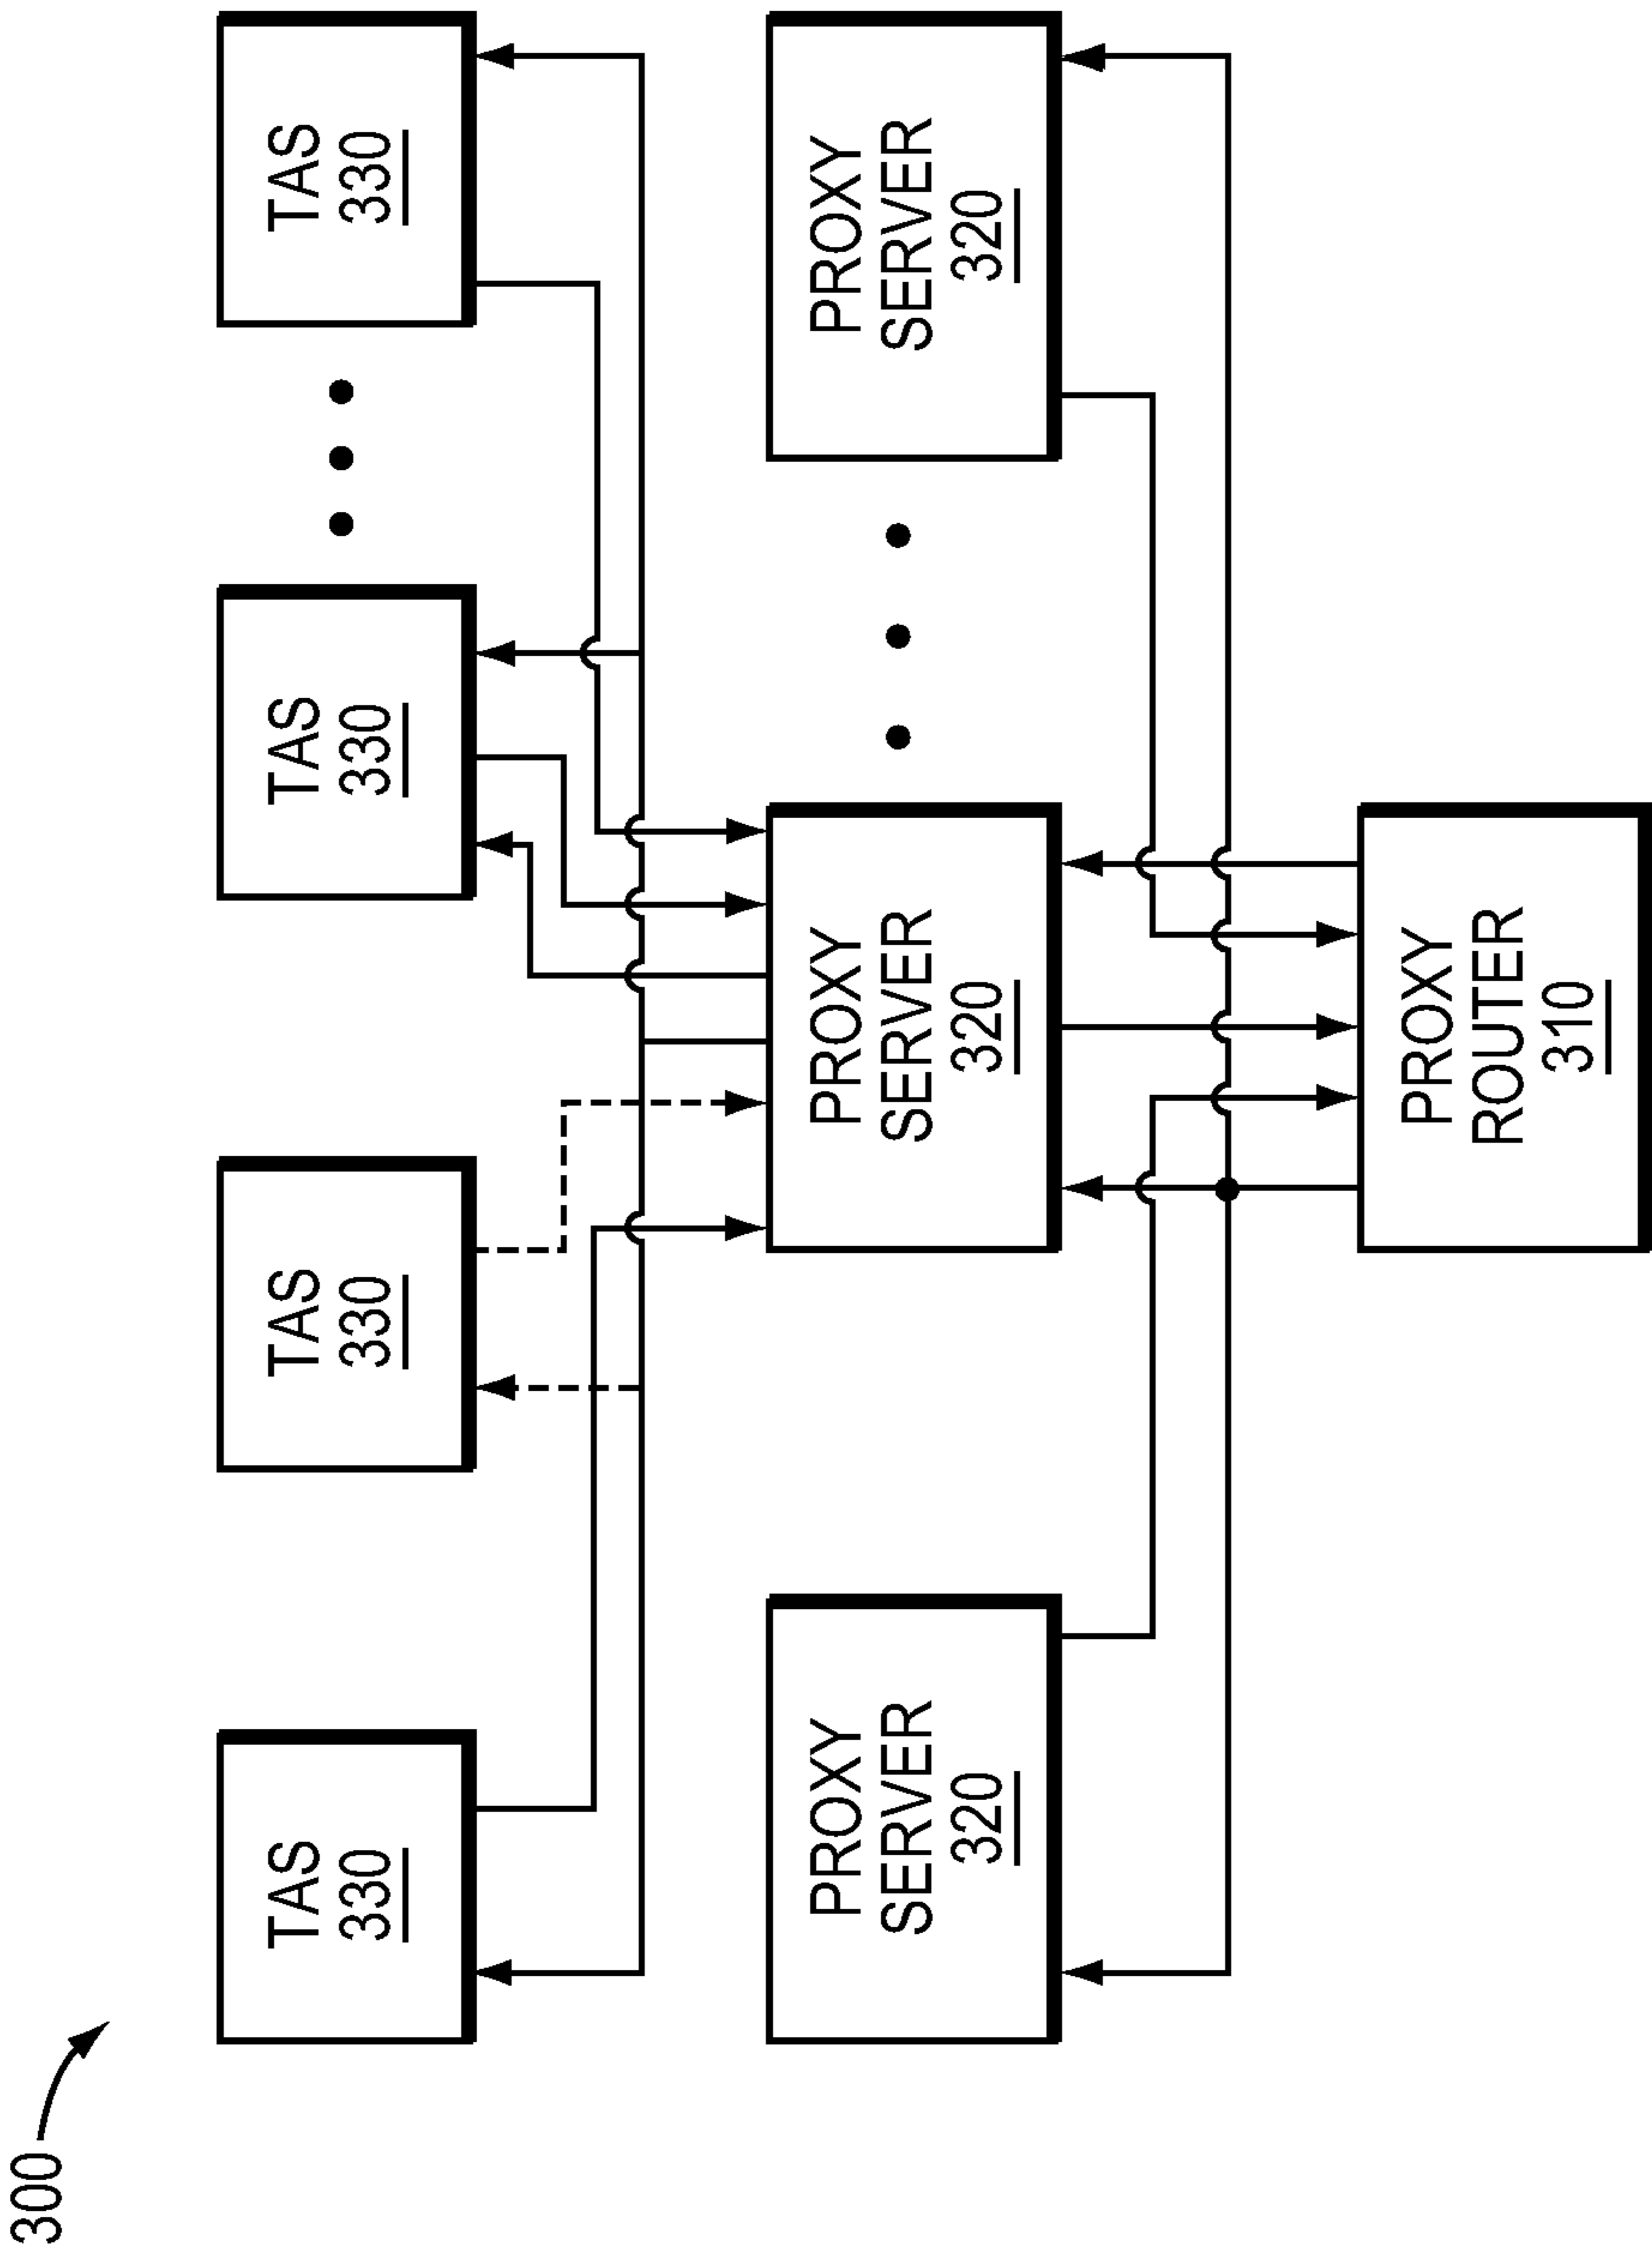 300
TAS
330
TAS
330
TAS
330
TAS
330
PROXY
SERVER
320
PROXY
SERVER
320
PROXY
SERVER
320
PROXY
ROUTER
310